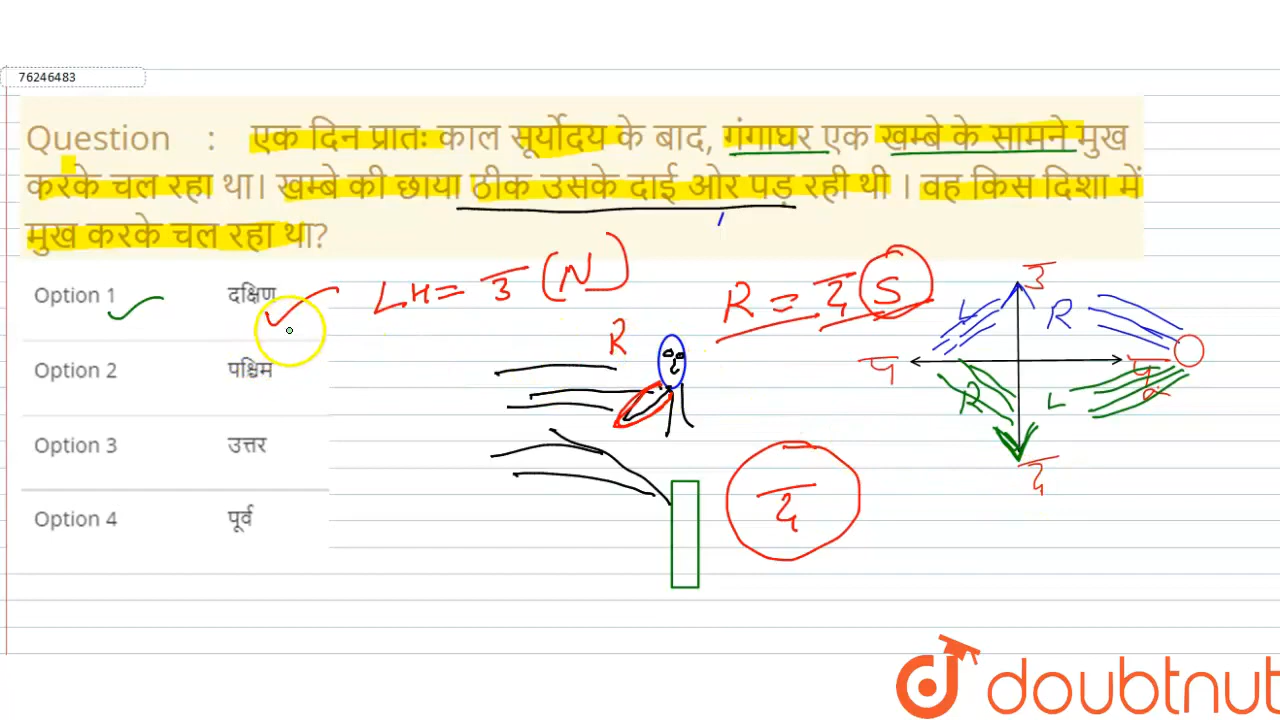 76246483
Question : एक दिन प्रातः काल सूर्योदय के बाद, गंगाघर एक खम्बे के सामने मुख
करके चल रहा था। खम्बे की छाया ठीक उसके दाई ओर पड़ रही थी । वह किस दिशा में
मुख करके चल रहा था?
Option 1 दक्षिण
Option 2 पश्चिम
Option 3 उत्तर
Option 4 पूर्व
LH = उ (N)
R = द (S)
R
द
उ
L R
प
R L
द
doubtnut